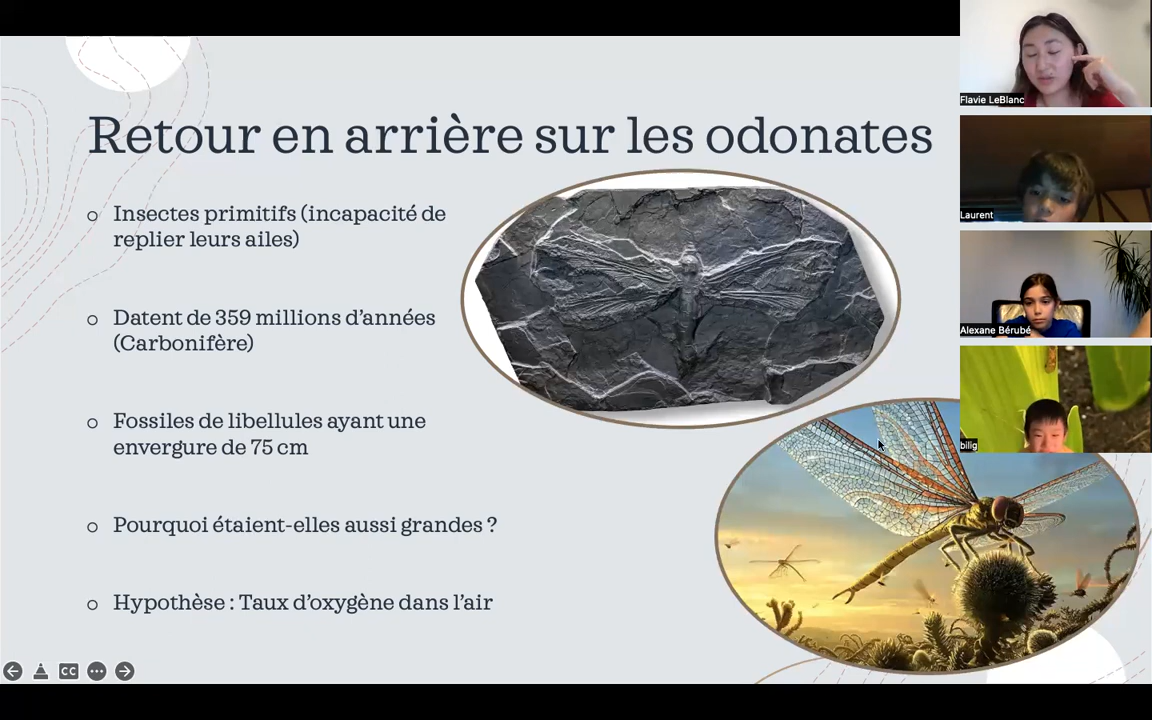 Retour en arrière sur les odonates
Insectes primitifs (incapacité de
replier leurs ailes)
Datent de 359 millions d’années
(Carbonifère)
Fossiles de libellules ayant une
envergure de 75 cm
Pourquoi étaient-elles aussi grandes ?
Hypothèse : Taux d’oxygène dans l’air
Flavie LeBlanc
Laurent
Alexane Bérubé
bilig
CC